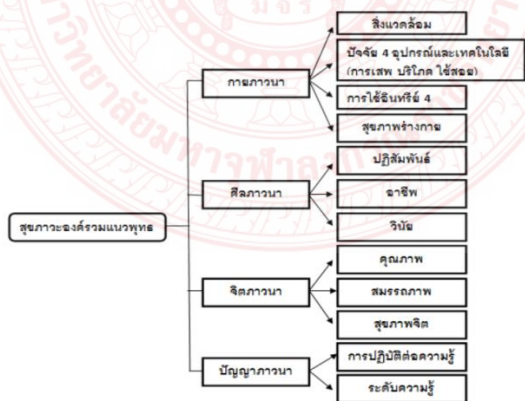 สิ่งแวดล้อม
ปัจจัย 4 อุปกรณ์และเทคในโลยี
(การเสพ บริโภค ใช้สอย)
กายภาวนา
การใช้อินทรีย์ 4
สุขภาพร่างกาย
ปฏิสัมพันธ์
ศีลภาวนา
อาชีพ
วินัย
สุขภาวะองค์รวมแนวพุทธ
คุณภาพ
จิตภาวนา
สมรรถภาพ
สุขภาพจิต
การปฏิบัติต่อความรู้
ปัญญาภาวนา
ระดับความรู้